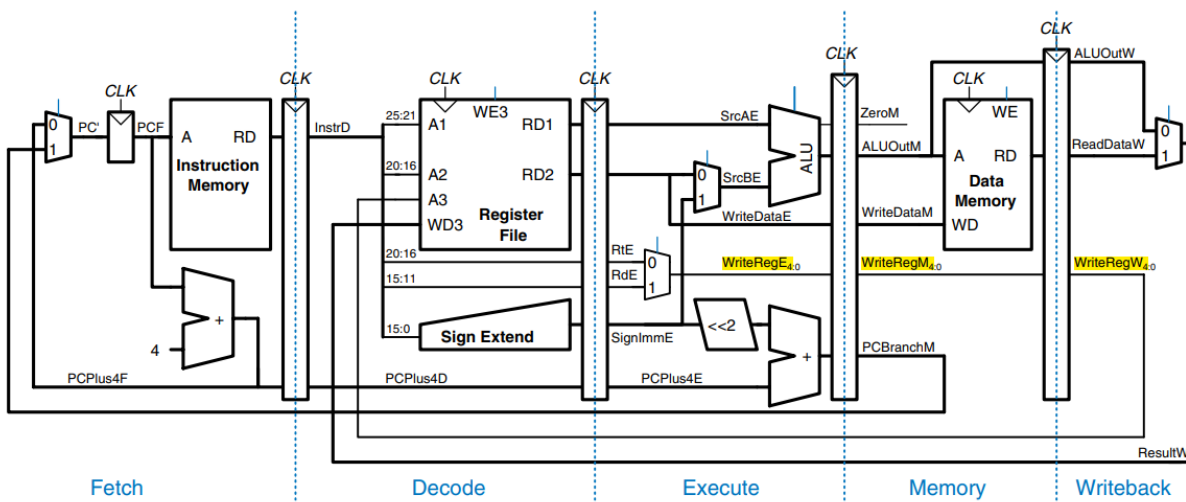 CLK
CLK
ALUOutW
CLK
CLK
CLK
CLK
CLK
WE3
WE
25:21
SrcAE
ZeroM
0
1
PC'
PCF
A
RD
Instruction
Memory
InstrD
A1
RD1
0
1
SrcBE
ALU
ALUOutM
A
RD
Data
Memory
WD
ReadDataW
0
1
20:16
A2
RD2
A3
WD3
Register
File
WriteDataE
WriteDataM
20:16
RtE
15:11
RdE
0
1
WriteRegE4:0
WriteRegM4:0
WriteRegW4:0
+
4
15:0
Sign Extend
SignImmE
<<2
+
PCBranchM
PCPlus4F
PCPlus4D
PCPlus4E
ResultW
Fetch
Decode
Execute
Memory
Writeback